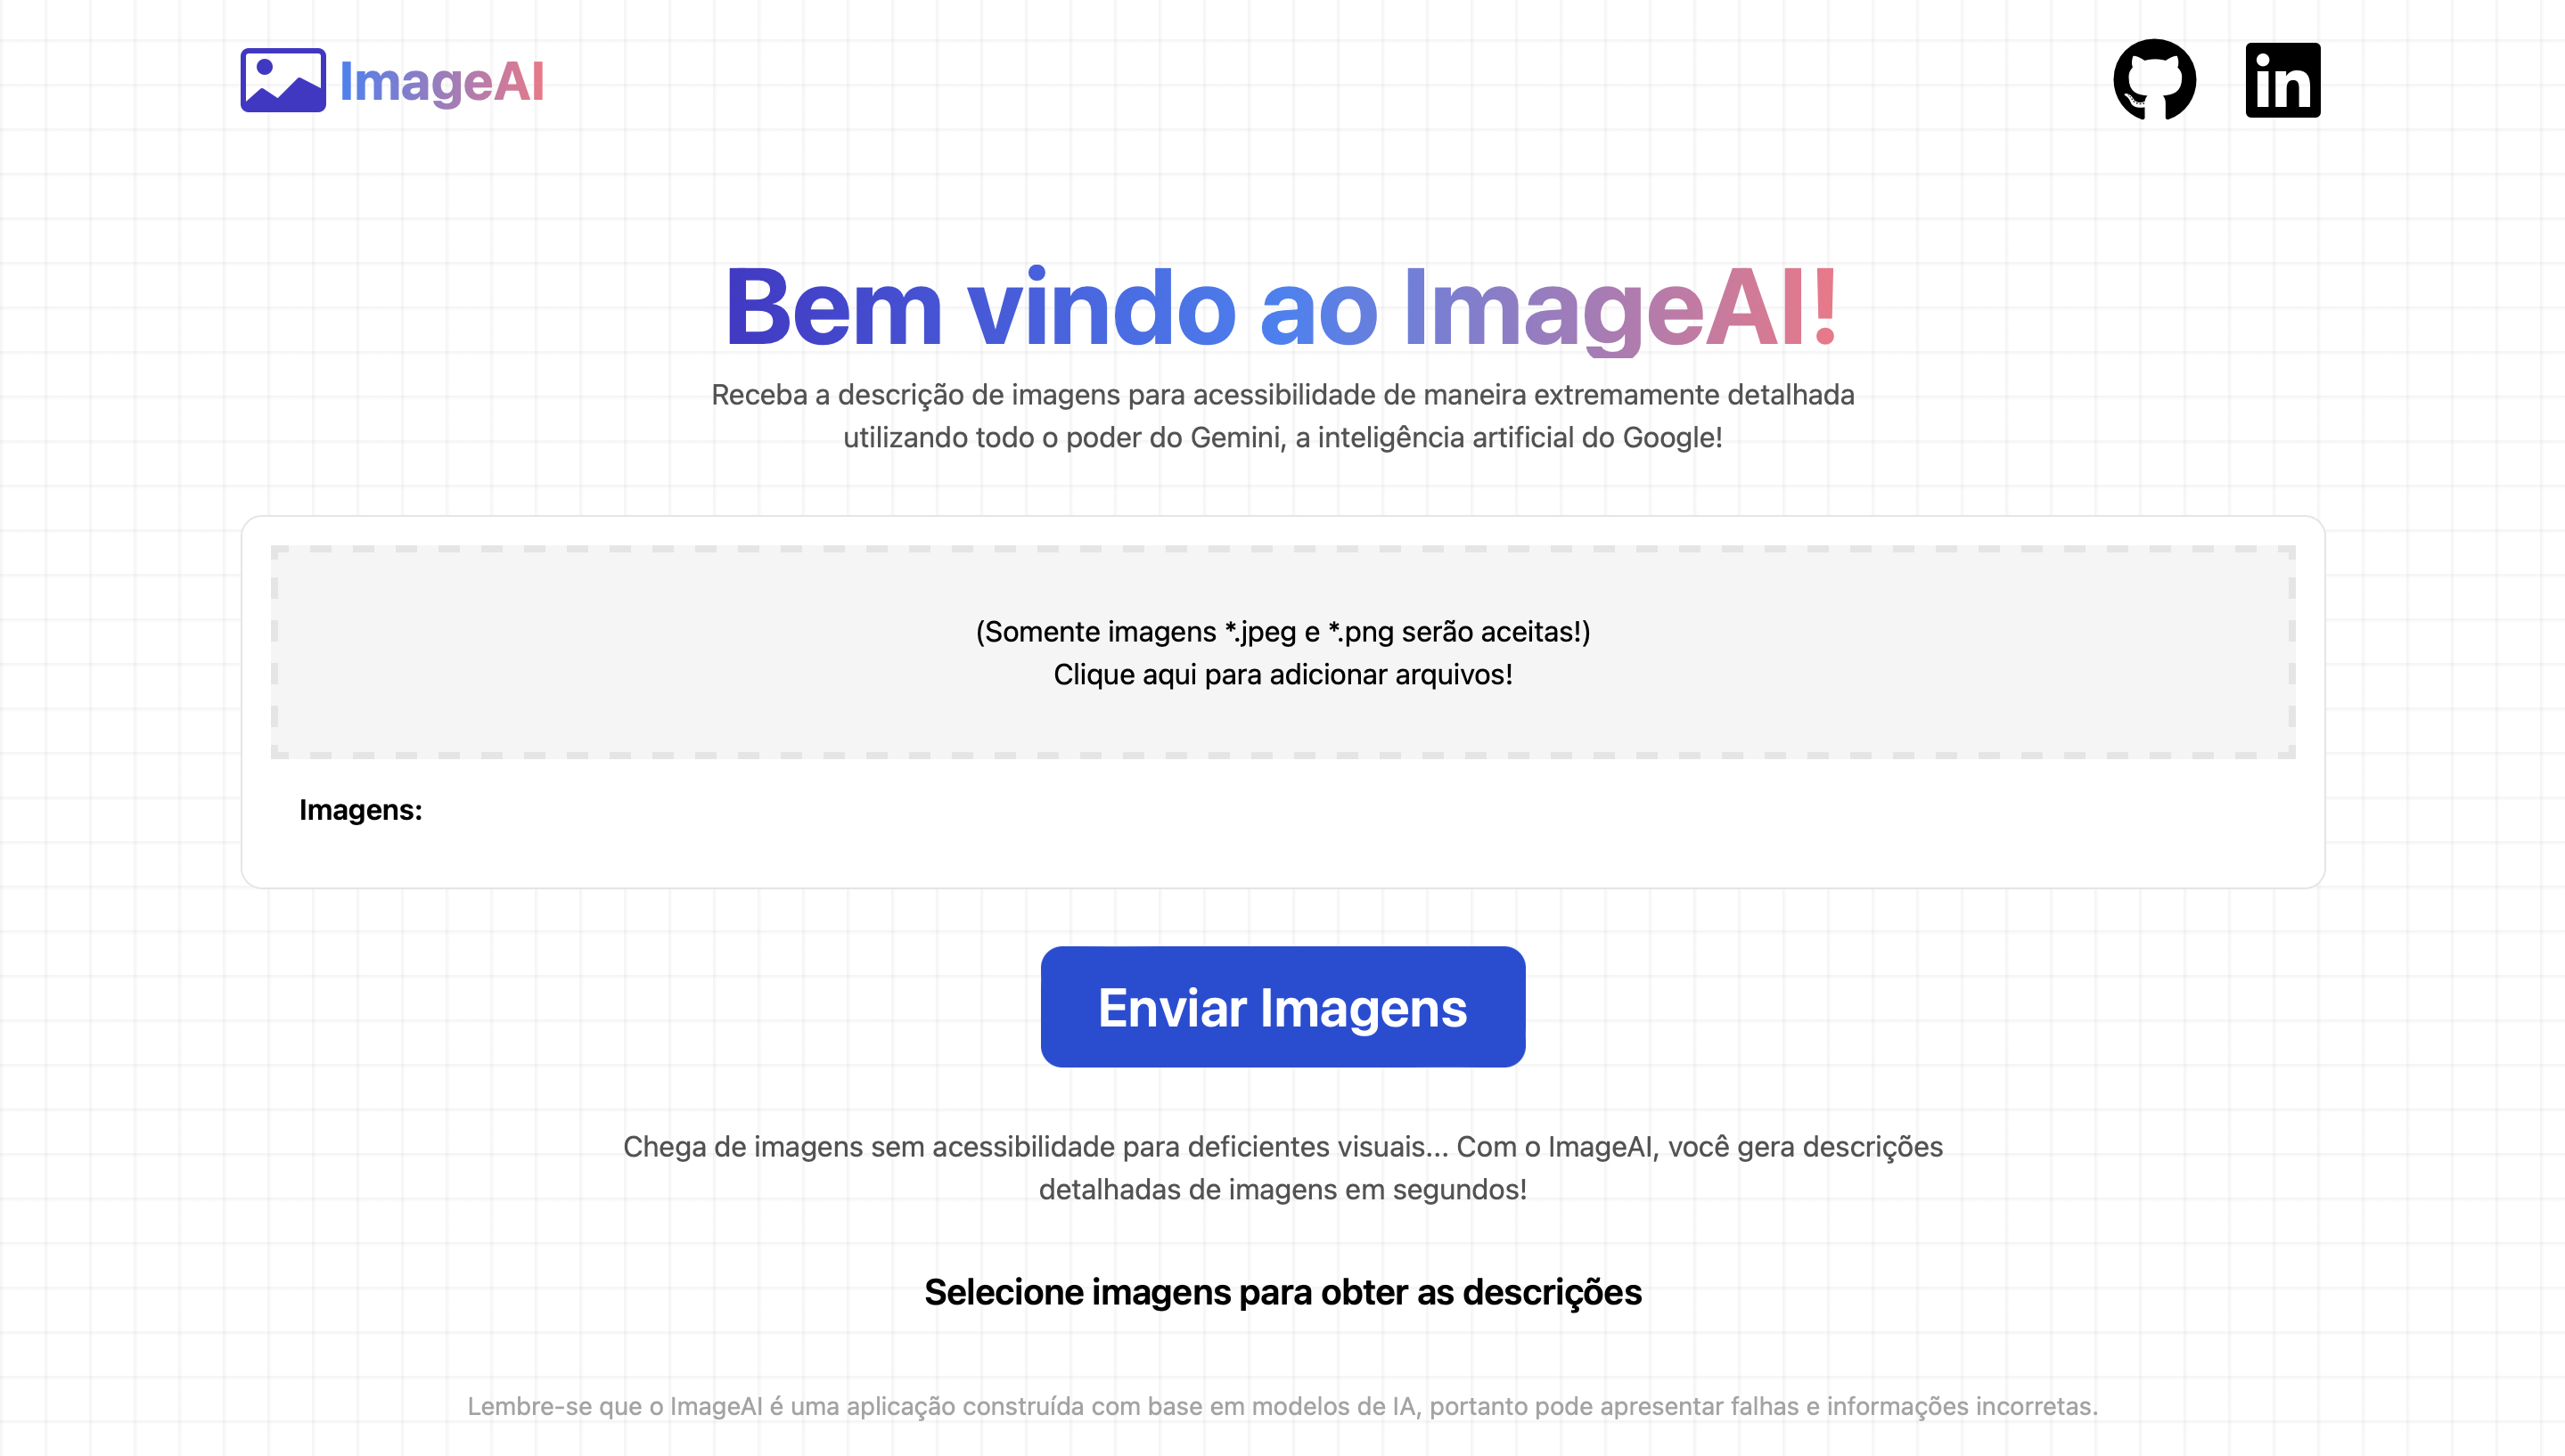 ImageAI
in
Bem vindo ao ImageAI!
Receba a descrição de imagens para acessibilidade de maneira extremamente detalhada
utilizando todo o poder do Gemini, a inteligência artificial do Google!
(Somente imagens *.jpeg e *.png serão aceitas!)
Clique aqui para adicionar arquivos!
Imagens:
Enviar Imagens
Chega de imagens sem acessibilidade para deficientes visuais... Com o ImageAI, você gera descrições
detalhadas de imagens em segundos!
Selecione imagens para obter as descrições
Lembre-se que o ImageAI é uma aplicação construída com base em modelos de IA, portanto pode apresentar falhas e informações incorretas.